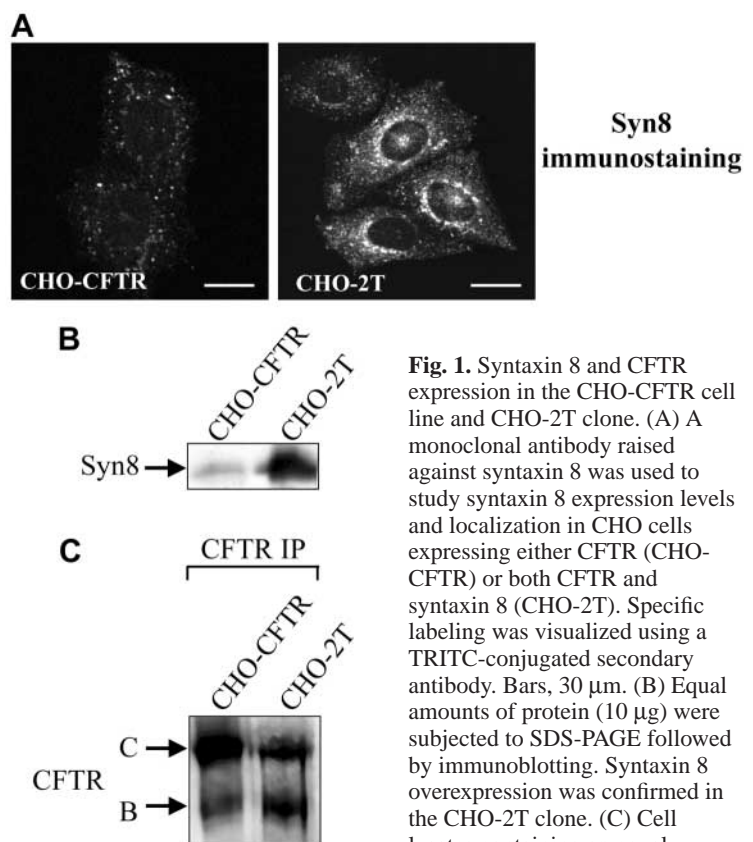 A
Syn8
immunostaining
CHO-CFTR
CHO-2T
B
CHO-CFTR
CHO-2T
Syn8
C
CFTR IP
CHO-CFTR
CHO-2T
C
CFTR
B
Fig. 1. Syntaxin 8 and CFTR
expression in the CHO-CFTR cell
line and CHO-2T clone. (A) A
monoclonal antibody raised
against syntaxin 8 was used to
study syntaxin 8 expression levels
and localization in CHO cells
expressing either CFTR (CHO-
CFTR) or both CFTR and
syntaxin 8 (CHO-2T). Specific
labeling was visualized using a
TRITC-conjugated secondary
antibody. Bars, 30 μm. (B) Equal
amounts of protein (10 μg) were
subjected to SDS-PAGE followed
by immunoblotting. Syntaxin 8
overexpression was confirmed in
the CHO-2T clone. (C) Cell